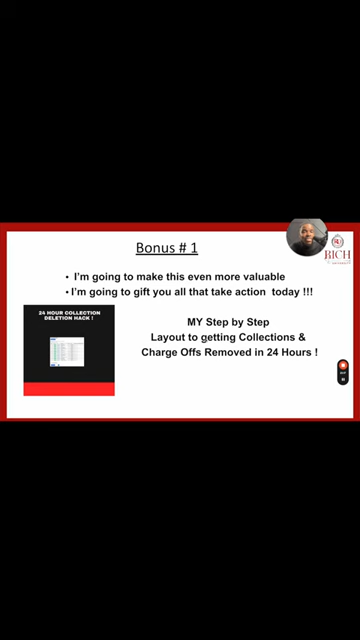 Bonus # 1
• I'm going to make this even more valuable
• I'm going to gift you all that take action today !!!
24 HOUR COLLECTION
DELETION HACK !
MY Step by Step
Layout to getting Collections &
Charge Offs Removed in 24 Hours !
RICH